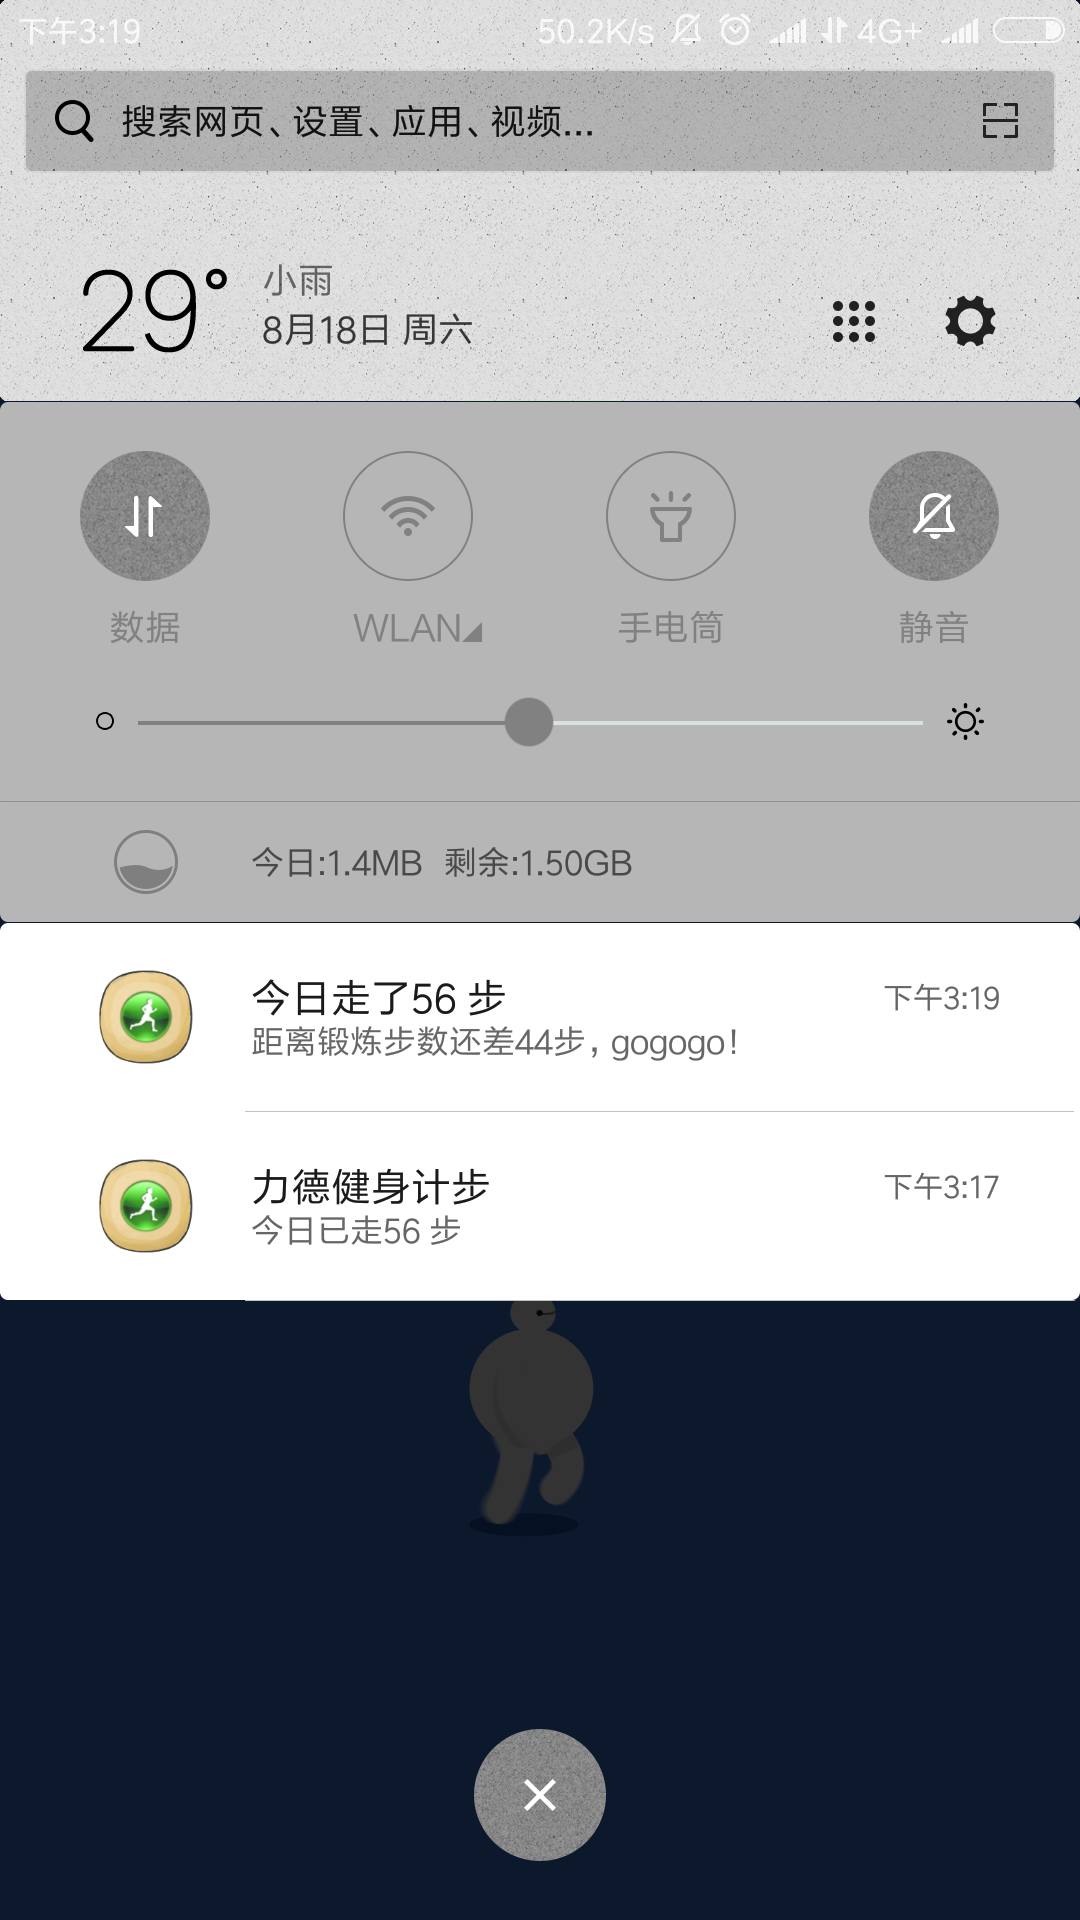 下午3:19
50.2K/s 4G+
搜索网页、设置、应用、视频...
29°
小雨
8月18日 周六
数据
WLAN
手电筒
静音
今日:1.4MB 剩余:1.50GB
今日走了56 步
下午3:19
距离锻炼步数还差44步，gogogo！
力德健身计步
下午3:17
今日已走56 步